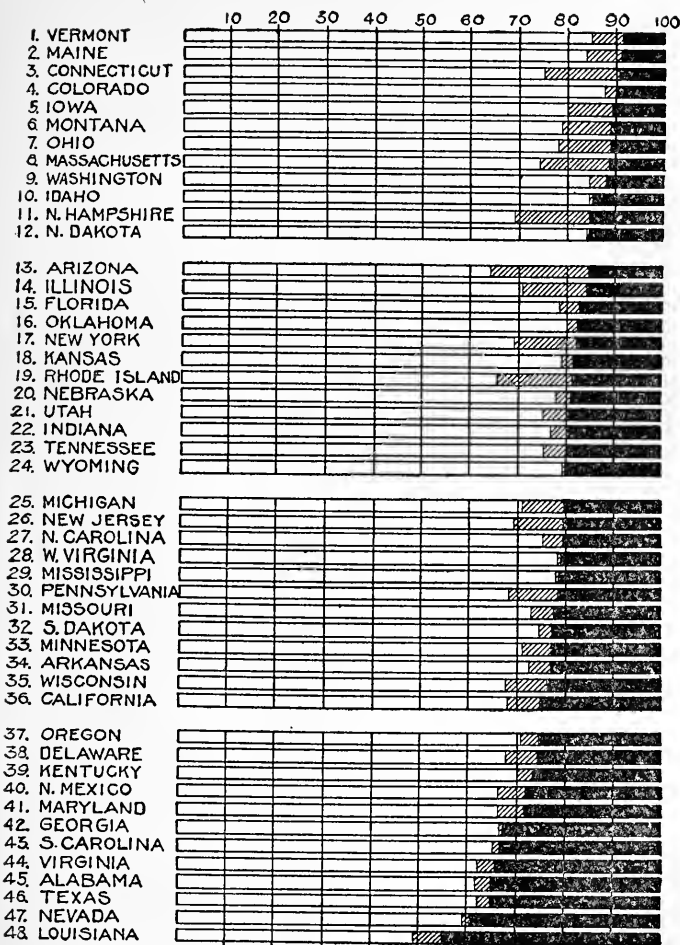 10 20 30 40 50 60 70 80 90 100
1. VERMONT
2. MAINE
3. CONNECTICUT
4. COLORADO
5. IOWA
6. MONTANA
7. OHIO
8. MASSACHUSETTS
9. WASHINGTON
10. IDAHO
11. N. HAMPSHIRE
12. N. DAKOTA
13. ARIZONA
14. ILLINOIS
15. FLORIDA
16. OKLAHOMA
17. NEW YORK
18. KANSAS
19. RHODE ISLAND
20. NEBRASKA
21. UTAH
22. INDIANA
23. TENNESSEE
24. WYOMING
25. MICHIGAN
26. NEW JERSEY
27. N. CAROLINA
28. W. VIRGINIA
29. MISSISSIPPI
30. PENNSYLVANIA
31. MISSOURI
32. S. DAKOTA
33. MINNESOTA
34. ARKANSAS
35. WISCONSIN
36. CALIFORNIA
37. OREGON
38. DELAWARE
39. KENTUCKY
40. N. MEXICO
41. MARYLAND
42. GEORGIA
43. S. CAROLINA
44. VIRGINIA
45. ALABAMA
46. TEXAS
47. NEVADA
48. LOUISIANA